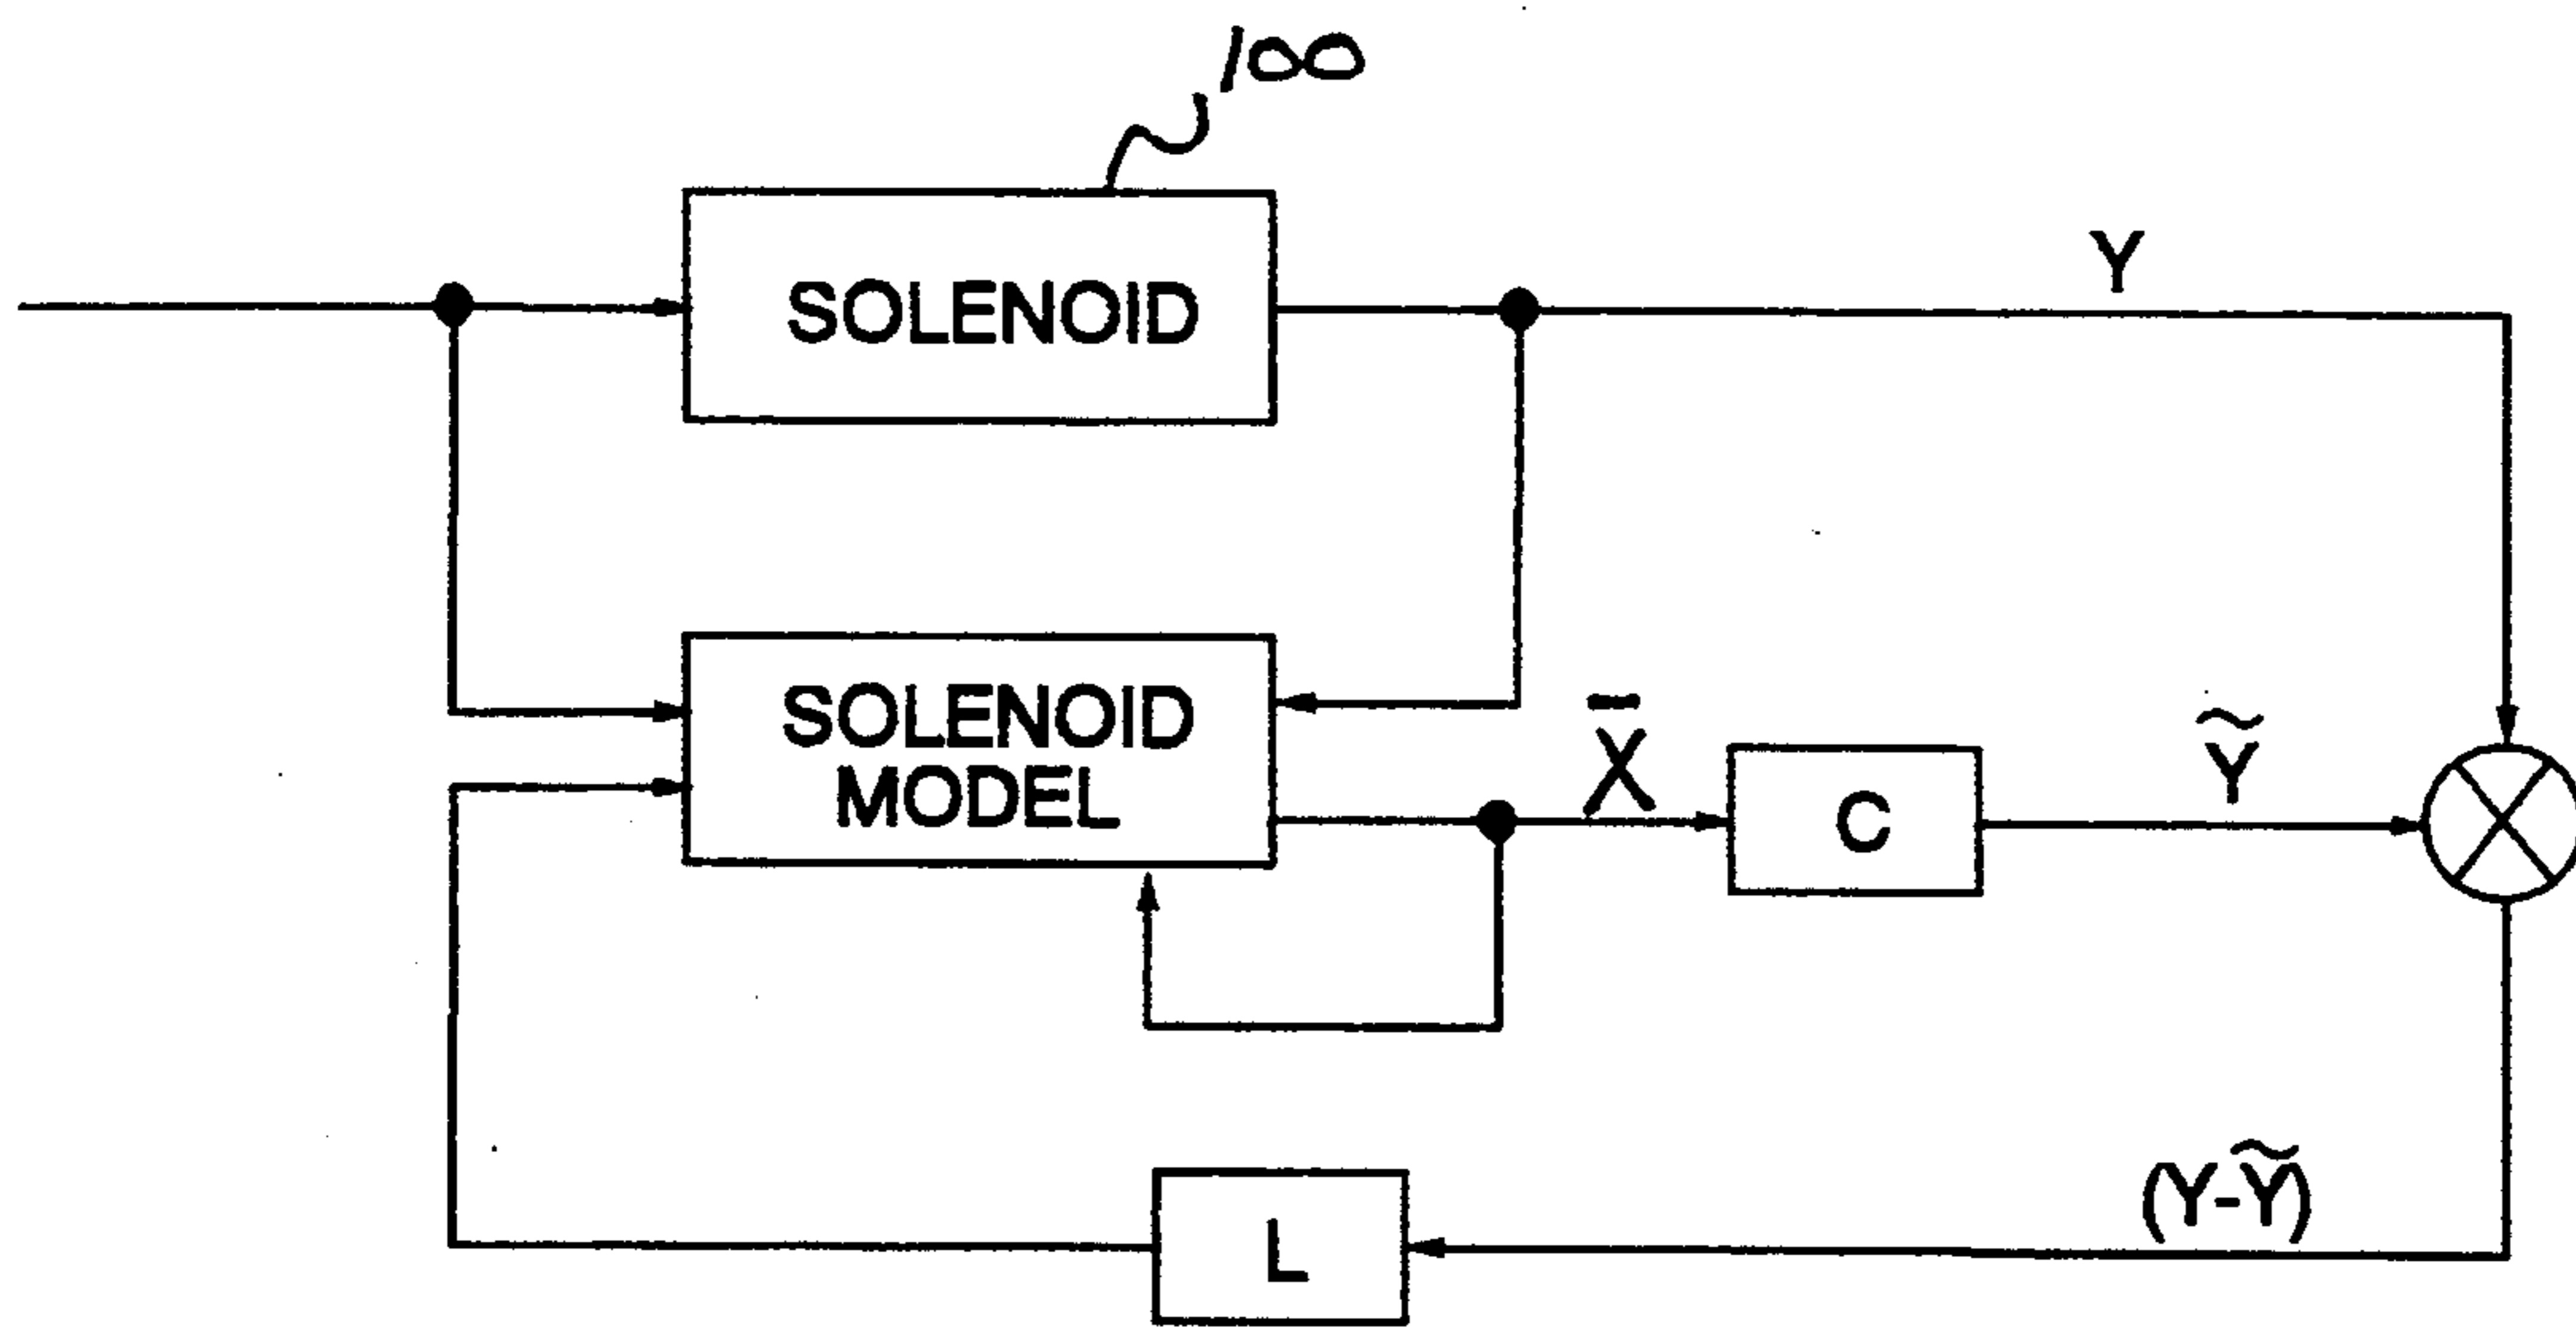 100
SOLENOID
Y
SOLENOID
MODEL
X̄
C
Ỹ
(Y-Ỹ)
L